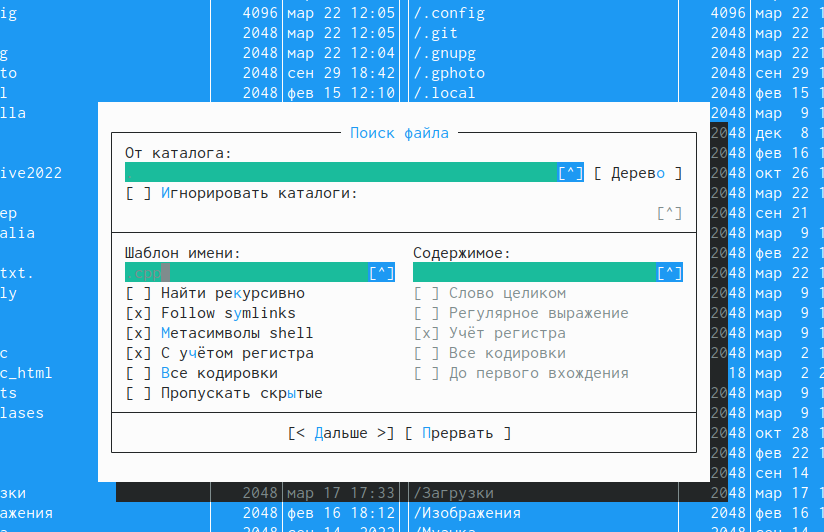 ig 4096 мар 22 12:05 /.config 4096 мар 22 1
2048 мар 22 12:05 /.git 2048 мар 22 1
g 2048 мар 22 12:04 /.gnupg 2048 мар 22 1
to 2048 сен 29 18:42 /.gphoto 2048 сен 29
l 2048 фев 15 12:10 /.local 2048 фев 15 1
lla 2048 мар 9 1
Поиск файла 2048 дек 8 1
От каталога: 2048 фев 16 1
ive2022 [^] [ Дерево ] 2048 окт 26 1
[ ] Игнорировать каталоги: 2048 мар 22 1
ер [^] 2048 сен 21
alia 2048 мар 9 1
Шаблон имени: Содержимое: 2048 фев 22 1
txt. .cpp [^] [^] 2048 мар 22 1
ly [ ] Найти рекурсивно [ ] Слово целиком 2048 мар 9 1
[x] Follow symlinks [ ] Регулярное выражение 2048 мар 9 1
[x] Метасимволы shell [x] Учёт регистра 2048 мар 9 1
c [x] С учётом регистра [ ] Все кодировки 2048 мар 2 1
c_html [ ] Все кодировки [ ] До первого вхождения 18 мар 2 2
ts [ ] Пропускать скрытые 2048 мар 9 1
lases 2048 мар 9 1
[< Дальше >] [ Прервать ] 2048 окт 28 1
2048 фев 22 1
2048 сен 14
зки 2048 мар 17 17:33 /Загрузки 2048 мар 17 1
ажения 2048 фев 16 18:12 /Изображения 2048 фев 16 1